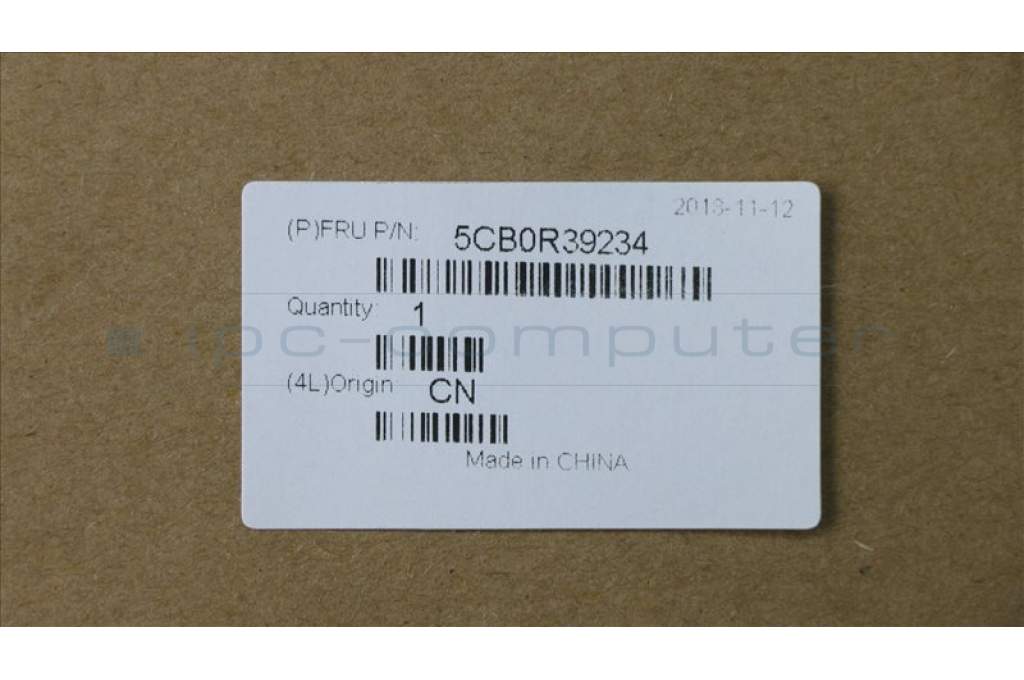 2018-11-12
(P)FRU P/N: 5CB0R39234
Quantity: 1
ipc-computer
(4L)Origin CN
Made in CHINA